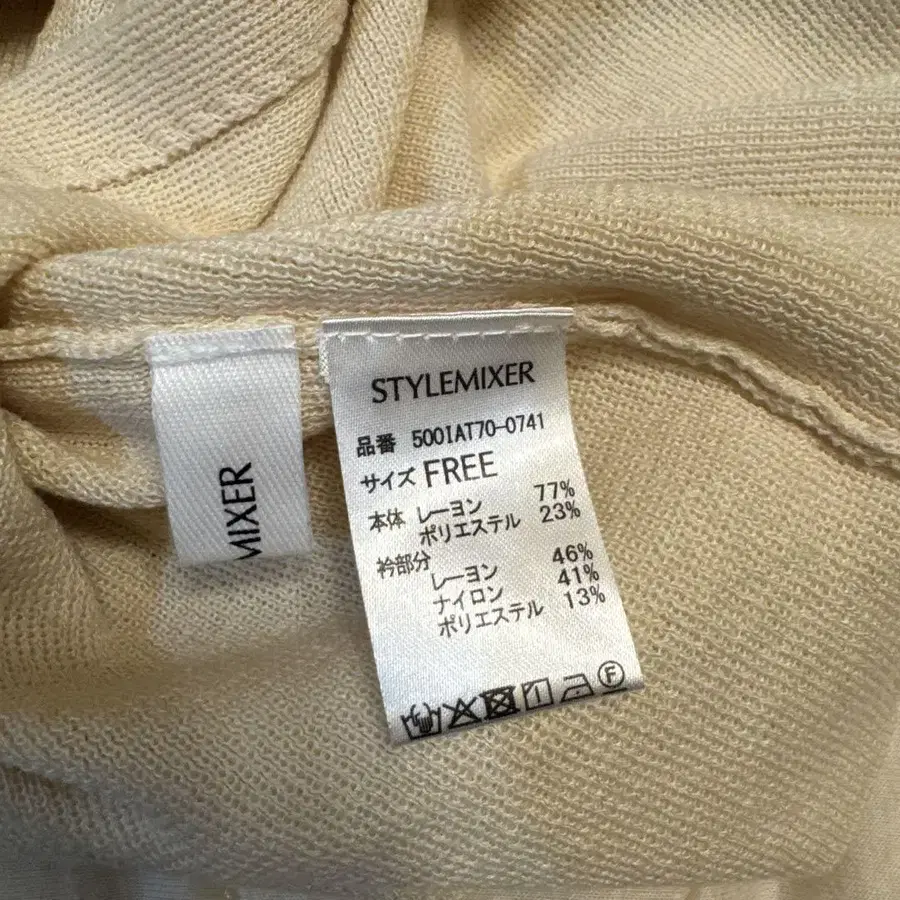 MIXER
STYLEMIXER
品番 5001AT70-0741
サイズ FREE
本体 レーヨン 77%
ポリエステル 23%
衿部分
レーヨン 46%
ナイロン 41%
ポリエステル 13%
F